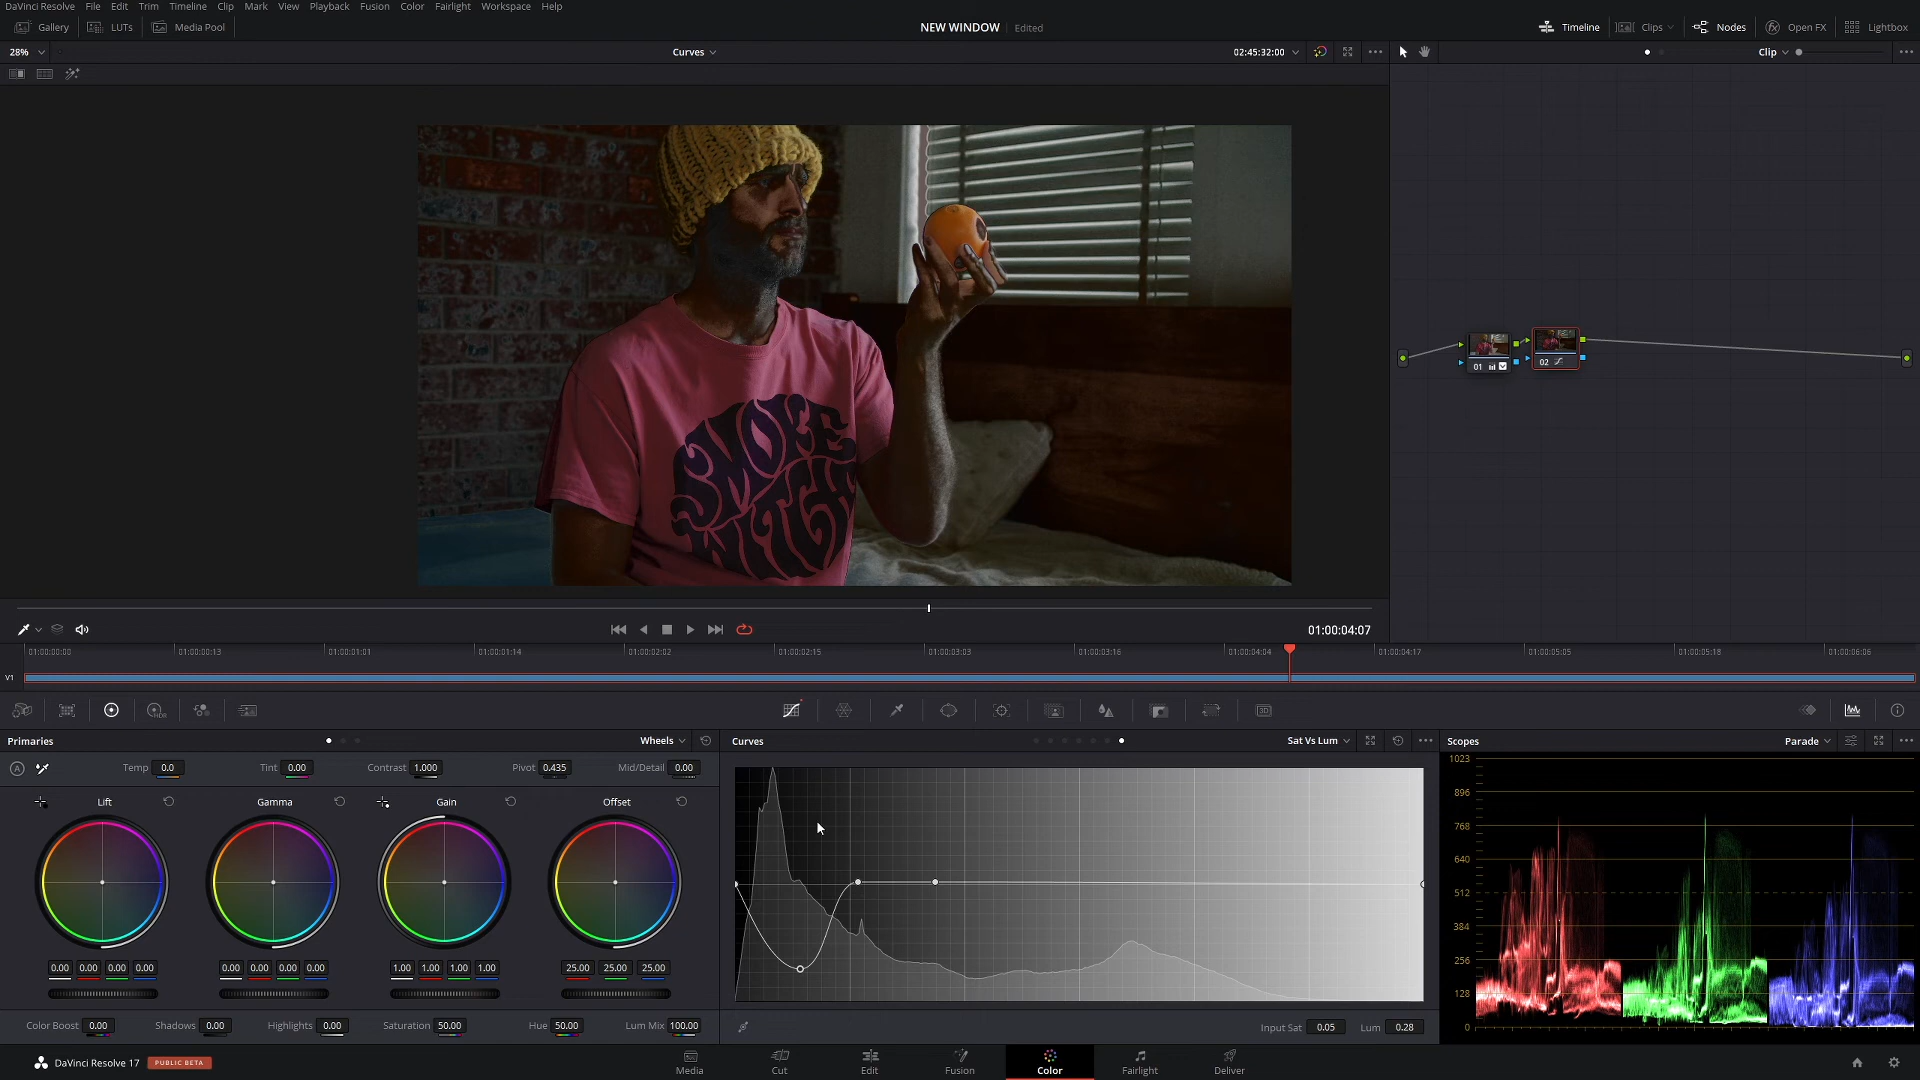 DaVinci Resolve File Edit Trim Timeline Clip Mark View Playback Fusion Color Fairlight Workspace Help
Gallery LUTs Media Pool NEW WINDOW Edited Timeline Clips Nodes Open FX Lightbox
28% Curves 02:45:32:00 Clip
SMOKE
WITCH
01 02
01:00:04:07
01:00:00:00 01:00:00:13 01:00:01:01 01:00:01:14 01:00:02:02 01:00:02:15 01:00:03:03 01:00:03:16 01:00:04:04 01:00:04:17 01:00:05:05 01:00:05:18 01:00:06:06
V1
HDR 3D
Primaries Wheels Curves Sat Vs Lum Scopes Parade
A Temp 0.0 Tint 0.00 Contrast 1.000 Pivot 0.435 Mid/Detail 0.00
Lift Gamma Gain Offset
0.00 0.00 0.00 0.00 0.00 0.00 0.00 0.00 1.00 1.00 1.00 1.00 25.00 25.00 25.00
Color Boost 0.00 Shadows 0.00 Highlights 0.00 Saturation 50.00 Hue 50.00 Lum Mix 100.00
Input Sat 0.05 Lum 0.28
1023
896
768
640
512
384
256
128
0
DaVinci Resolve 17 PUBLIC BETA Media Cut Edit Fusion Color Fairlight Deliver